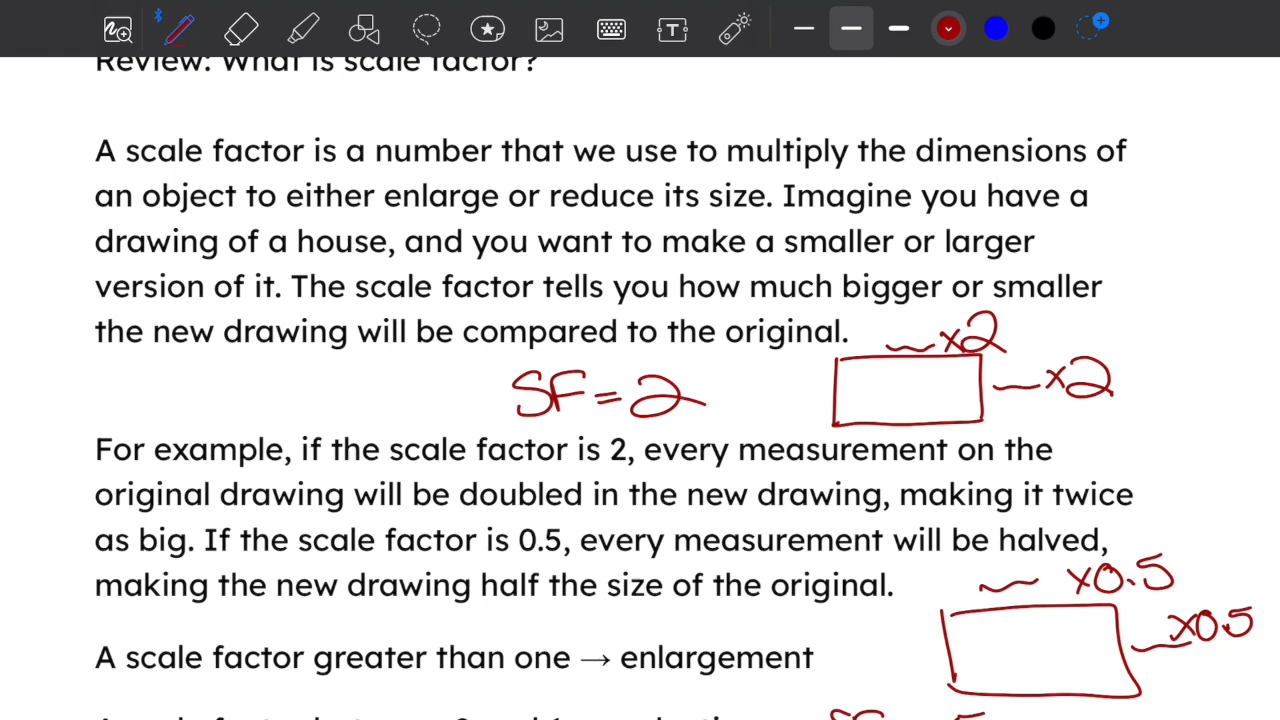 Review: What is scale factor?
A scale factor is a number that we use to multiply the dimensions of
an object to either enlarge or reduce its size. Imagine you have a
drawing of a house, and you want to make a smaller or larger
version of it. The scale factor tells you how much bigger or smaller
the new drawing will be compared to the original.
x2
SF = 2
x2
For example, if the scale factor is 2, every measurement on the
original drawing will be doubled in the new drawing, making it twice
as big. If the scale factor is 0.5, every measurement will be halved,
making the new drawing half the size of the original.
x0.5
x0.5
A scale factor greater than one → enlargement